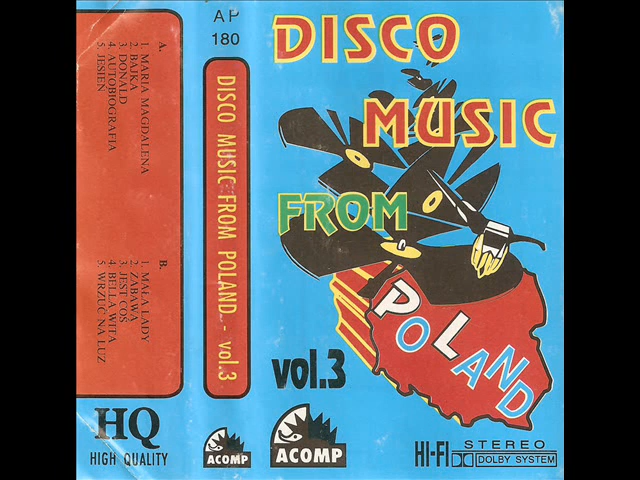 A.
1. MARIA MAGDALENA
2. BAJKA
3. DONALD
4. AUTOBIOGRAFIA
5. JESIEŃ
B.
1. MAŁA LADY
2. ZABAWA
3. JEST COŚ
4. BELLA WITA
5. WRZUĆ NA LUZ
HQ
HIGH QUALITY
AP
180
DISCO MUSIC FROM POLAND - vol.3
ACOMP
DISCO
MUSIC
FROM
POLAND
vol.3
ACOMP
HI-FI STEREO
DOLBY SYSTEM